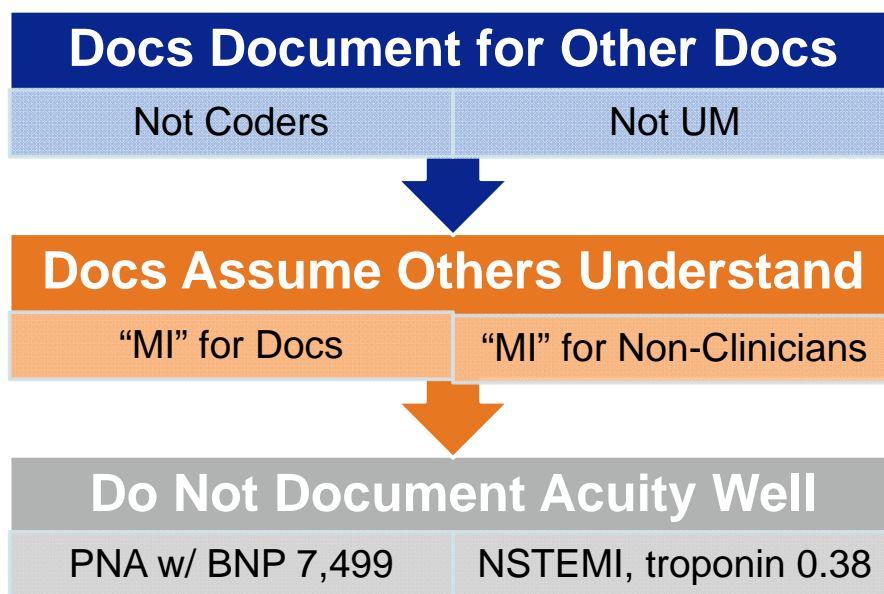 Docs Document for Other Docs
Not Coders
Not UM
Docs Assume Others Understand
“MI” for Docs
“MI” for Non-Clinicians
Do Not Document Acuity Well
PNA w/ BNP 7,499
NSTEMI, troponin 0.38